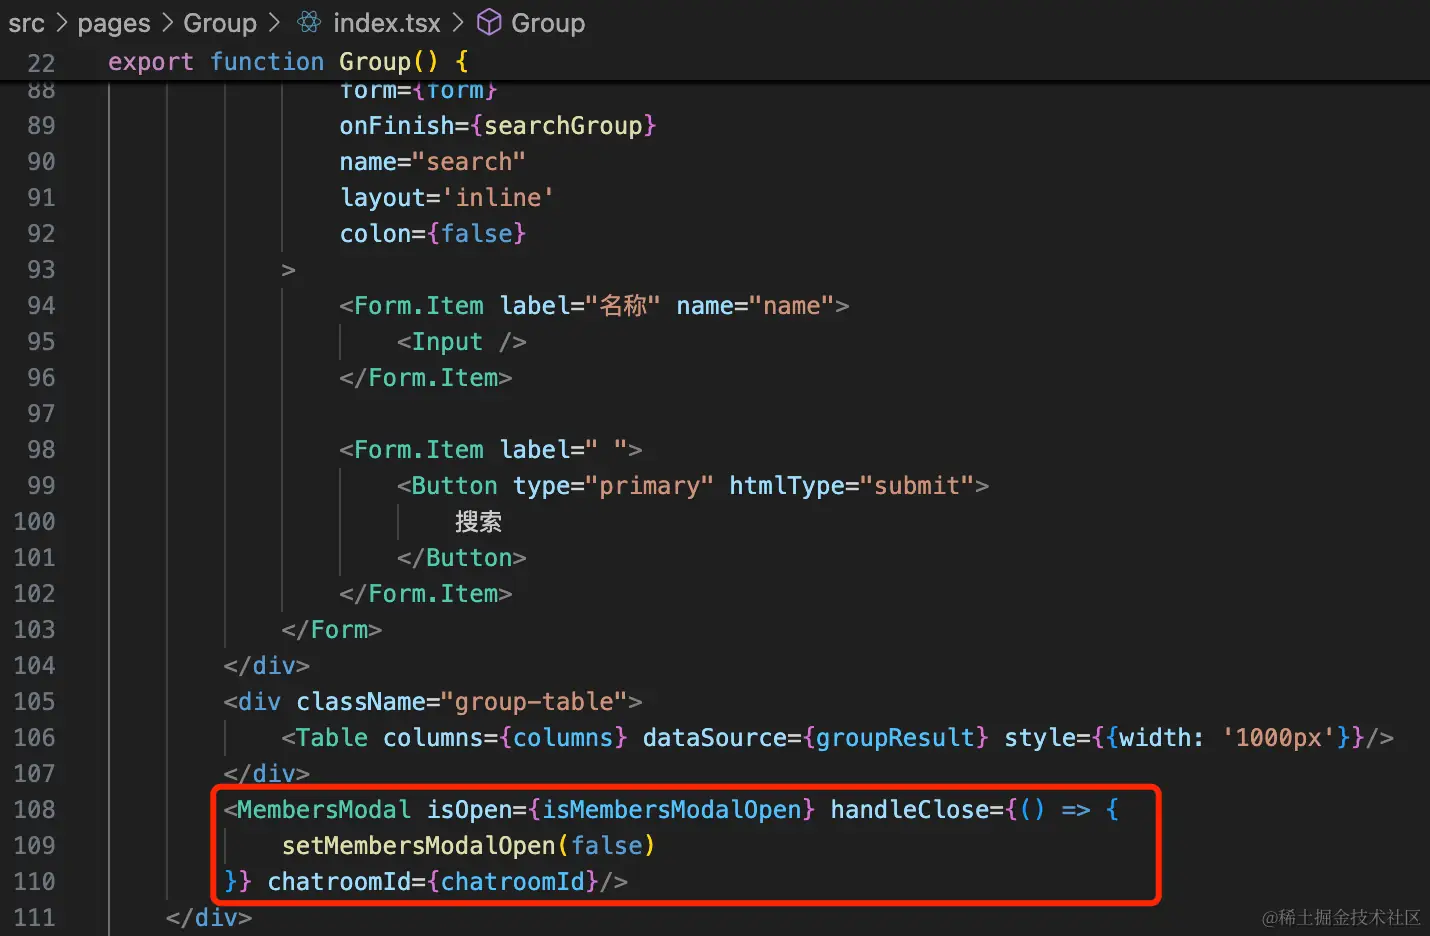 src > pages > Group > index.tsx > Group
22 export function Group() {
88 form={form}
89 onFinish={searchGroup}
90 name="search"
91 layout='inline'
92 colon={false}
93 >
94 <Form.Item label="名称" name="name">
95 <Input />
96 </Form.Item>
97
98 <Form.Item label=" ">
99 <Button type="primary" htmlType="submit">
100 搜索
101 </Button>
102 </Form.Item>
103 </Form>
104 </div>
105 <div className="group-table">
106 <Table columns={columns} dataSource={groupResult} style={{width: '1000px'}}/>
107 </div>
108 <MembersModal isOpen={isMembersModalOpen} handleClose={() => {
109 setMembersModalOpen(false)
110 }} chatroomId={chatroomId}/>
111 </div>
@稀土掘金技术社区